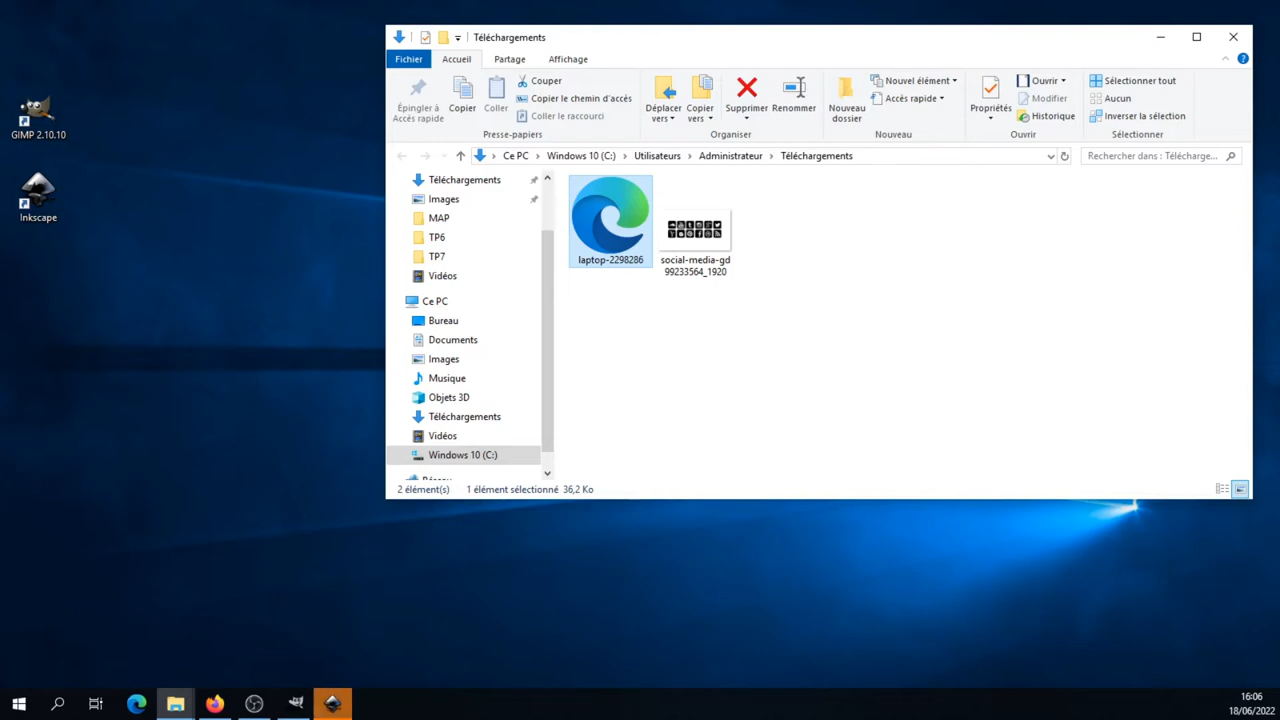 Téléchargements
Fichier
Accueil
Partage
Affichage
Épingler à
Accès rapide
Copier
Coller
Couper
Copier le chemin d'accès
Coller le raccourci
Presse-papiers
Déplacer
vers
Copier
vers
Supprimer
Renommer
Organiser
Nouveau
dossier
Nouvel élément
Accès rapide
Nouveau
Propriétés
Ouvrir
Modifier
Historique
Ouvrir
Sélectionner tout
Aucun
Inverser la sélection
Sélectionner
Ce PC
Windows 10 (C:)
Utilisateurs
Administrateur
Téléchargements
Rechercher dans : Télécharge...
Téléchargements
Images
MAP
TP6
TP7
Vidéos
Ce PC
Bureau
Documents
Images
Musique
Objets 3D
Téléchargements
Vidéos
Windows 10 (C:)
Réseau
laptop-2298286
social-media-gd
99233564_1920
2 élément(s)
1 élément sélectionné 36,2 Ko
GIMP 2.10.10
Inkscape
16:06
18/06/2022